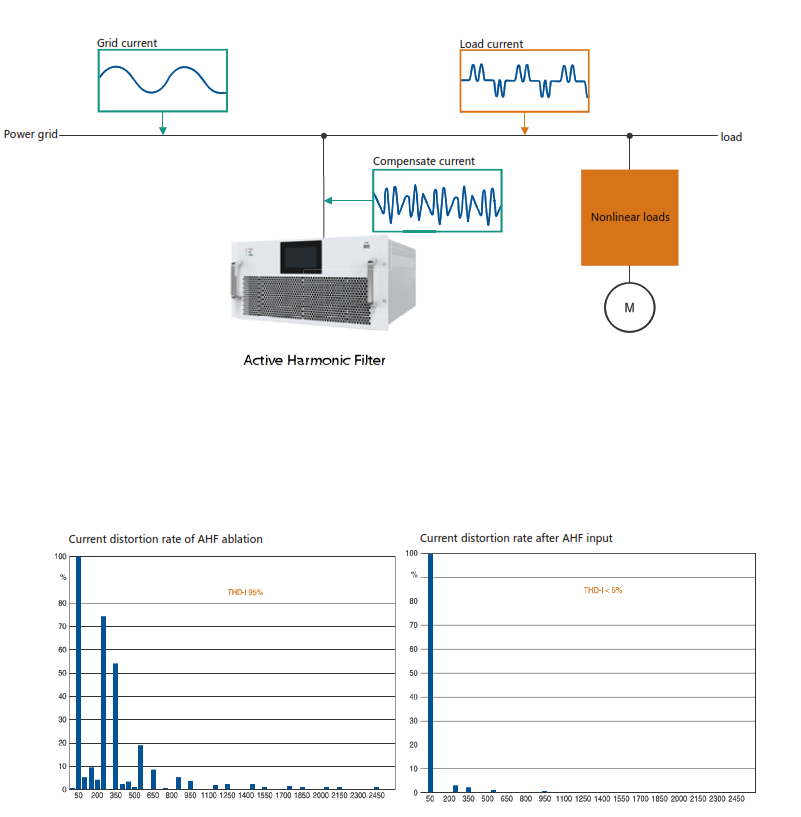 Grid current
Load current
Power grid
load
Compensate current
Nonlinear loads
M
Active Harmonic Filter
Current distortion rate of AHF ablation
Current distortion rate after AHF input
100
%
80
70
60
50
40
30
20
10
0
THD-I 95%
50 200 350 500 650 800 950 1100 1250 1400 1550 1700 1850 2000 2150 2300 2450
100
%
80
70
60
50
40
30
20
10
0
THD-I < 5%
50 200 350 500 650 800 950 1100 1250 1400 1550 1700 1850 2000 2150 2300 2450